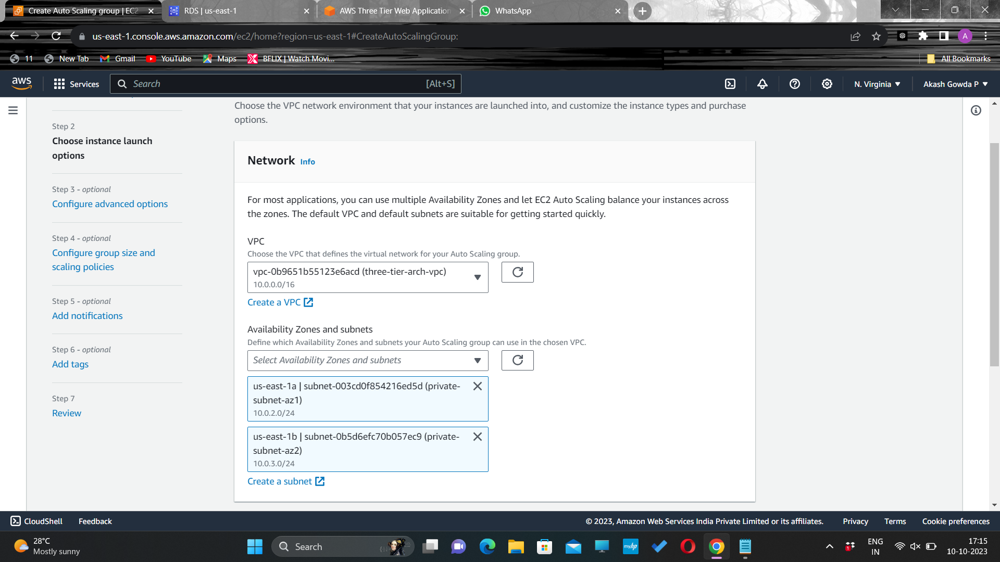 Create Auto Scaling group | EC2
RDS | us-east-1
AWS Three Tier Web Application
WhatsApp
us-east-1.console.aws.amazon.com/ec2/home?region=us-east-1#CreateAutoScalingGroup:
A
11
New Tab
Gmail
YouTube
Maps
BFLIX | Watch Movi...
All Bookmarks
aws
Services
Search
[Alt+S]
N. Virginia
Akash Gowda P
Step 2
Choose instance launch
options
Step 3 - optional
Configure advanced options
Step 4 - optional
Configure group size and
scaling policies
Step 5 - optional
Add notifications
Step 6 - optional
Add tags
Step 7
Review
Choose the VPC network environment that your instances are launched into, and customize the instance types and purchase
options.
Network Info
For most applications, you can use multiple Availability Zones and let EC2 Auto Scaling balance your instances across
the zones. The default VPC and default subnets are suitable for getting started quickly.
VPC
Choose the VPC that defines the virtual network for your Auto Scaling group.
vpc-0b9651b55123e6acd (three-tier-arch-vpc)
10.0.0.0/16
Create a VPC
Availability Zones and subnets
Define which Availability Zones and subnets your Auto Scaling group can use in the chosen VPC.
Select Availability Zones and subnets
us-east-1a | subnet-003cd0f854216ed5d (private-
subnet-az1)
10.0.2.0/24
us-east-1b | subnet-0b5d6efc70b057ec9 (private-
subnet-az2)
10.0.3.0/24
Create a subnet
CloudShell
Feedback
© 2023, Amazon Web Services India Private Limited or its affiliates.
Privacy
Terms
Cookie preferences
28°C
Mostly sunny
Search
myhp
1
ENG
IN
17:15
10-10-2023